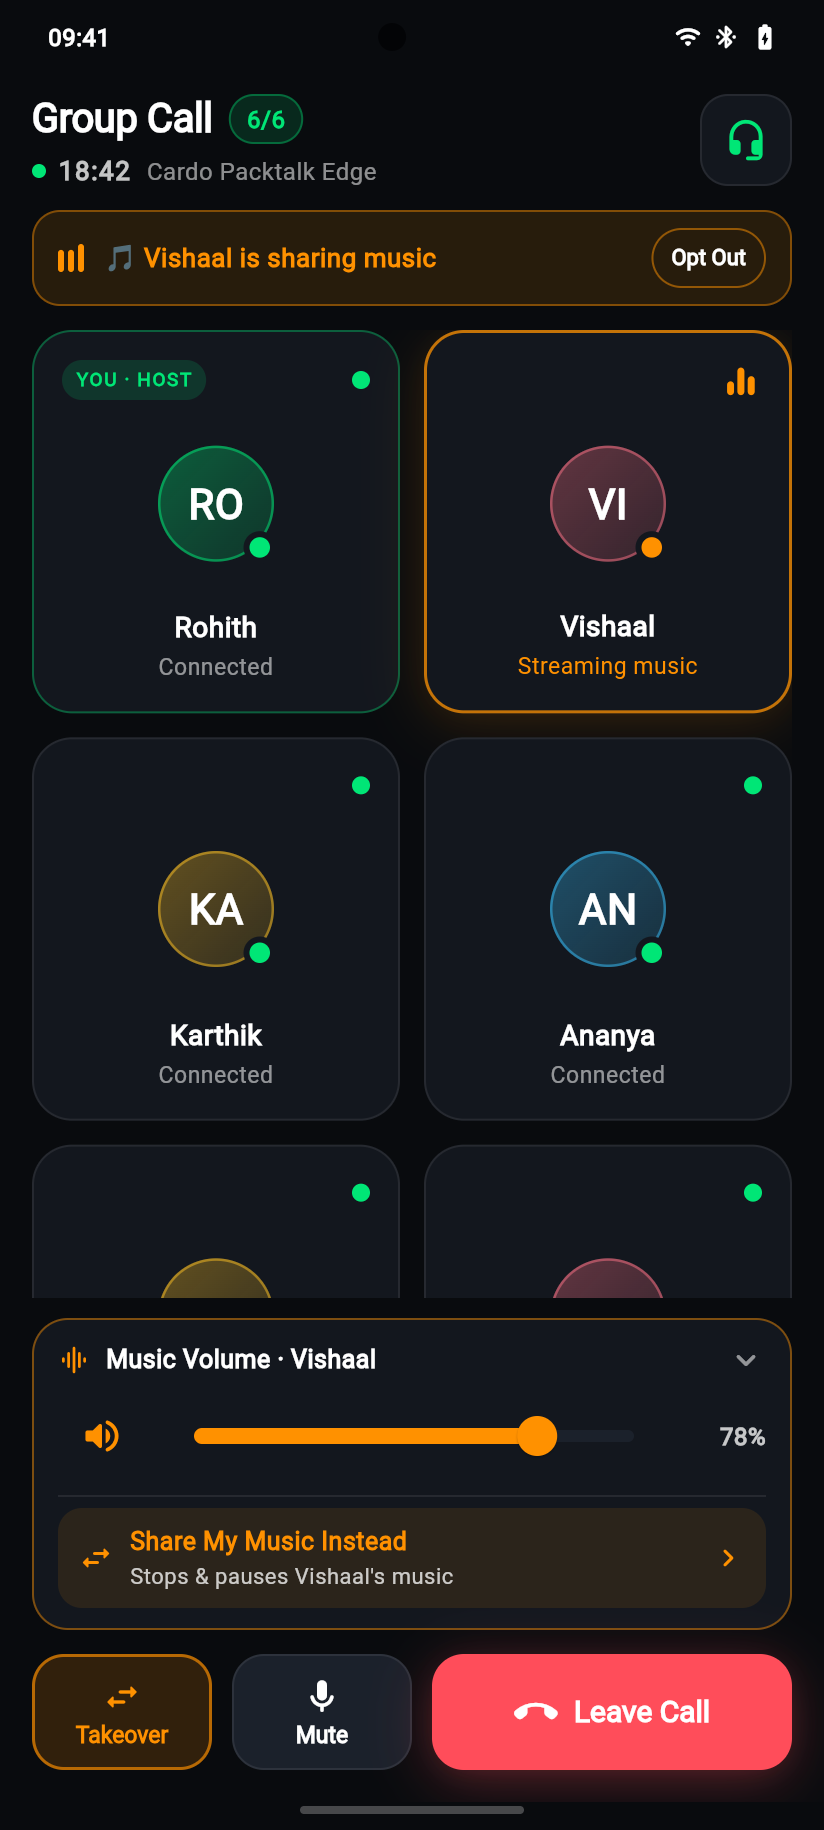 09:41
Group Call 6/6
18:42 Cardo Packtalk Edge
🎵 Vishaal is sharing music
Opt Out
YOU · HOST
RO
Rohith
Connected
VI
Vishaal
Streaming music
KA
Karthik
Connected
AN
Ananya
Connected
Music Volume · Vishaal
78%
Share My Music Instead
Stops & pauses Vishaal's music
Takeover
Mute
Leave Call